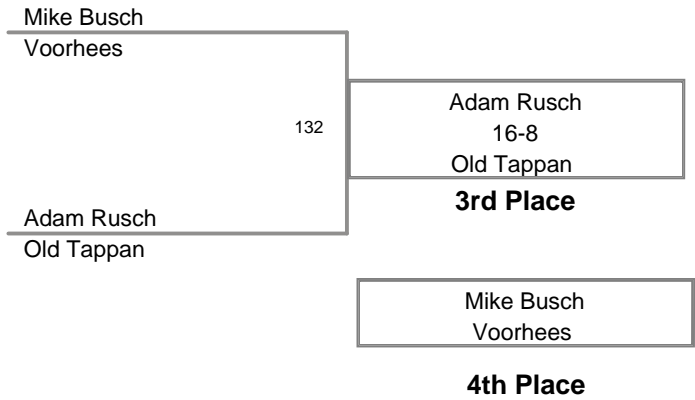 Mike Busch
Voorhees
132
Adam Rusch
16-8
Old Tappan
3rd Place
Adam Rusch
Old Tappan
Mike Busch
Voorhees
4th Place